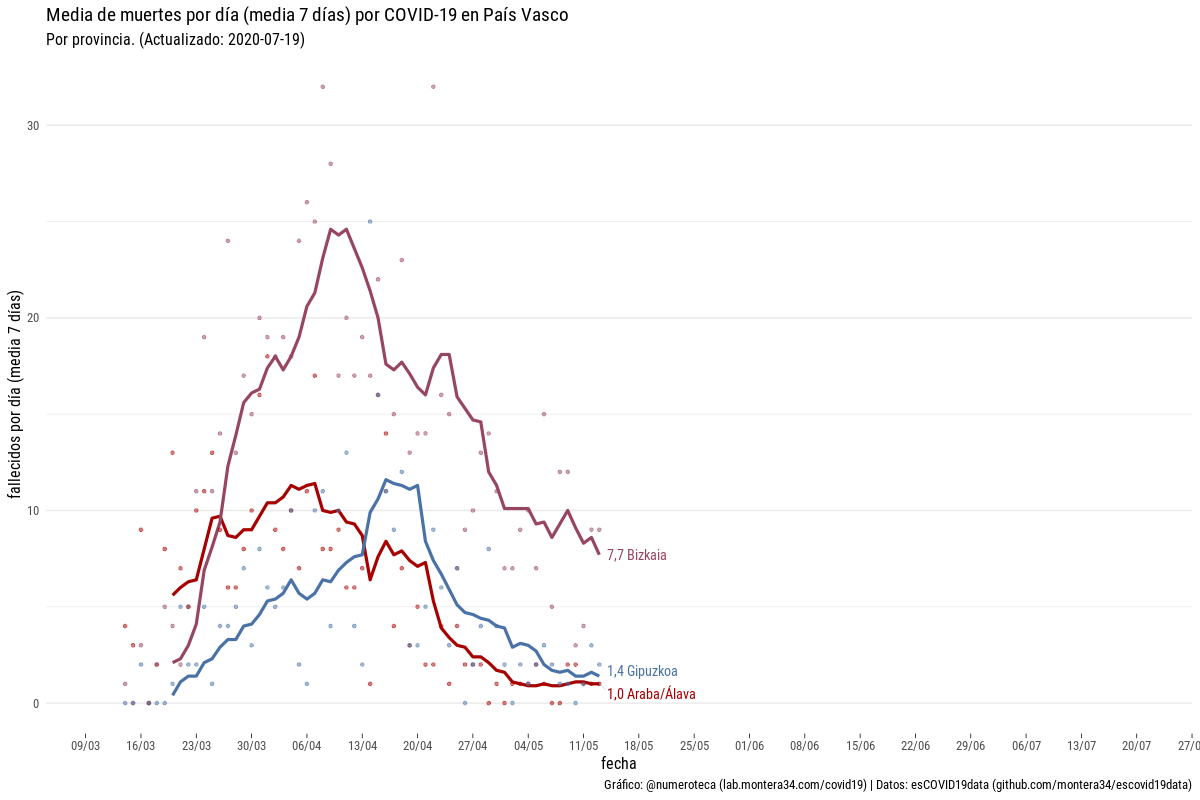 Media de muertes por día (media 7 días) por COVID-19 en País Vasco
Por provincia. (Actualizado: 2020-07-19)
fallecidos por día (media 7 días)
30
20
10
0
7,7 Bizkaia
1,4 Gipuzkoa
1,0 Araba/Álava
09/03 16/03 23/03 30/03 06/04 13/04 20/04 27/04 04/05 11/05 18/05 25/05 01/06 08/06 15/06 22/06 29/06 06/07 13/07 20/07 27/0
fecha
Gráfico: @numeroteca (lab.montera34.com/covid19) | Datos: esCOVID19data (github.com/montera34/escovid19data)